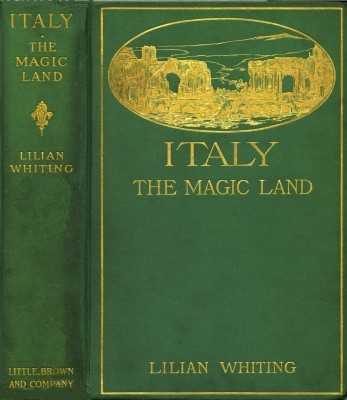 ITALY
THE MAGIC
LAND
LILIAN
WHITING
LITTLE, BROWN
AND COMPANY
ITALY
THE MAGIC LAND
LILIAN WHITING